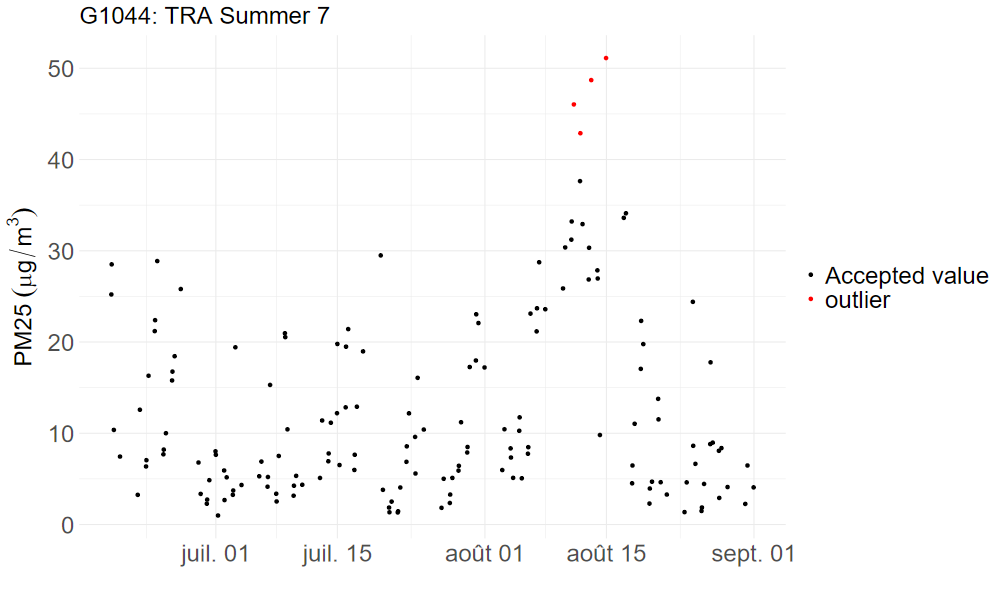 G1044: TRA Summer 7
PM25 (μg/m³)
50
40
30
20
10
0
juil. 01
juil. 15
août 01
août 15
sept. 01
Accepted value
outlier